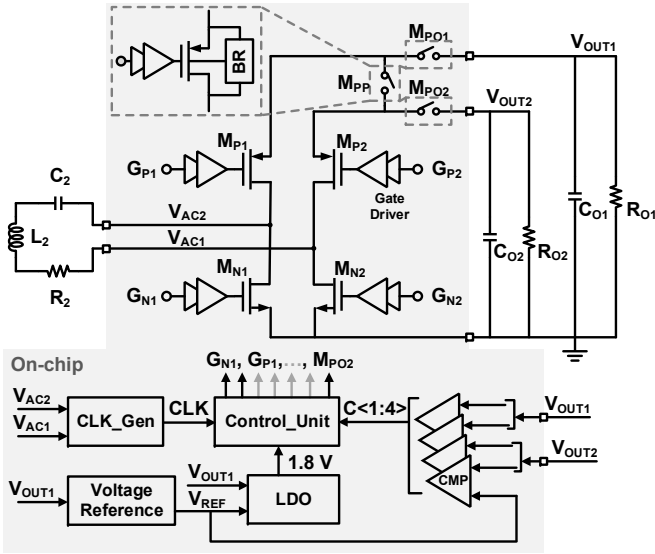 M_PO1
V_OUT1
BR
M_PP
M_PO2
V_OUT2
M_P1
M_P2
G_P1
G_P2
Gate
Driver
C_2
V_AC2
L_2
V_AC1
C_O1
R_O1
C_O2
R_O2
R_2
M_N1
M_N2
G_N1
G_N2
On-chip
G_N1, G_P1,..., M_PO2
V_AC2
V_AC1
CLK_Gen
CLK
Control_Unit
C<1:4>
V_OUT1
V_OUT2
1.8 V
V_OUT1
V_OUT1
Voltage
Reference
V_REF
LDO
CMP